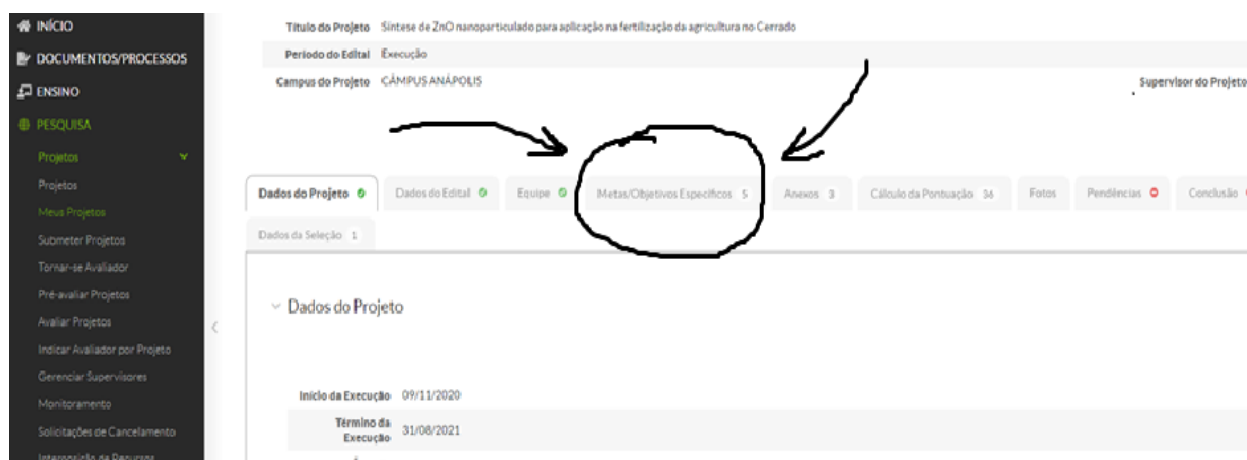 INÍCIO
DOCUMENTOS/PROCESSOS
ENSINO
PESQUISA
Projetos
Projetos
Meus Projetos
Submeter Projetos
Tornar-se Avaliador
Pré-avaliar Projetos
Avaliar Projetos
Indicar Avaliador por Projeto
Gerenciar Supervisores
Monitoramento
Solicitações de Cancelamento
Interposição de Recursos
Título do Projeto Síntese de ZnO nanoparticulado para aplicação na fertilização da agricultura no Cerrado
Período do Edital Execução
Campus do Projeto CÂMPUS ANÁPOLIS
Supervisor do Projeto
Dados do Projeto Dados do Edital Equipe Metas/Objetivos Específicos 5 Anexos 3 Cálculo da Pontuação 36 Fotos Pendências Conclusão
Dados da Seleção 1
Dados do Projeto
Início da Execução 09/11/2020
Término da Execução 31/08/2021